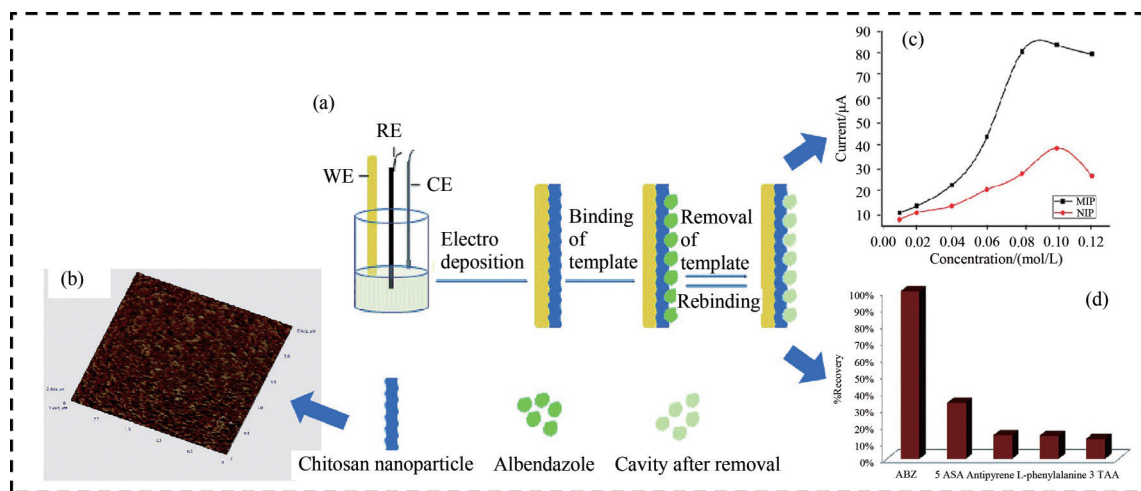 (a)
RE
WE
CE
Electro
deposition
Binding
of
template
Removal
of
template
Rebinding
(b)
Chitosan nanoparticle
Albendazole
Cavity after removal
(c)
90
80
70
60
50
40
30
20
10
Current/μA
MIP
NIP
0.00 0.02 0.04 0.06 0.08 0.10 0.12
Concentration/(mol/L)
(d)
100%
90%
80%
70%
60%
50%
40%
30%
20%
10%
0%
%Recovery
ABZ 5 ASA Antipyrene L-phenylalanine 3 TAA